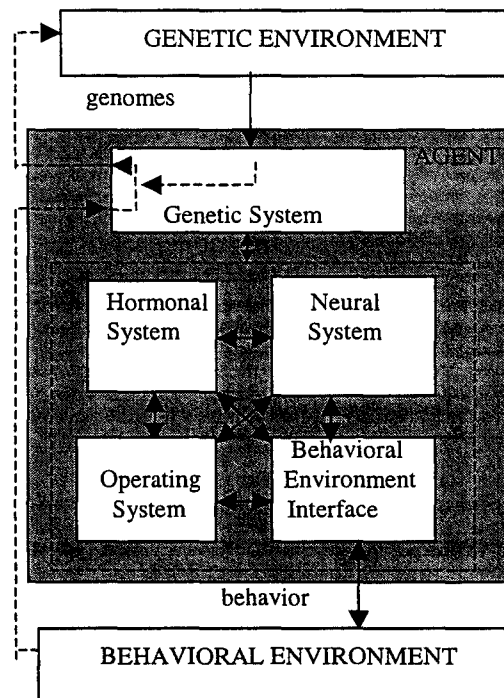 GENETIC ENVIRONMENT
genomes
AGENT
Genetic System
Hormonal
System
Neural
System
Operating
System
Behavioral
Environment
Interface
behavior
BEHAVIORAL ENVIRONMENT